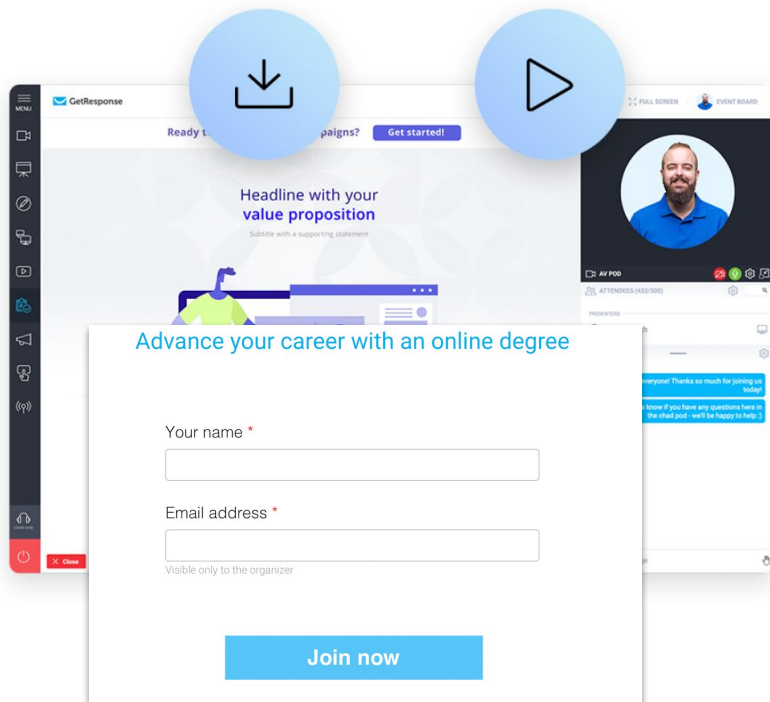 MENU
GetResponse
FULL SCREEN
EVENT BOARD
Ready t
paigns?
Get started!
Headline with your
value proposition
Subtitle with a supporting statement
AV POD
ATTENDEES (432/500)
PRESENTERS
Advance your career with an online degree
everyone! Thanks so much for joining us
today!
know if you have any questions here in
the chad pod - we'll be happy to help :)
Your name *
Email address *
Visible only to the organizer
Listen only
Close
Join now